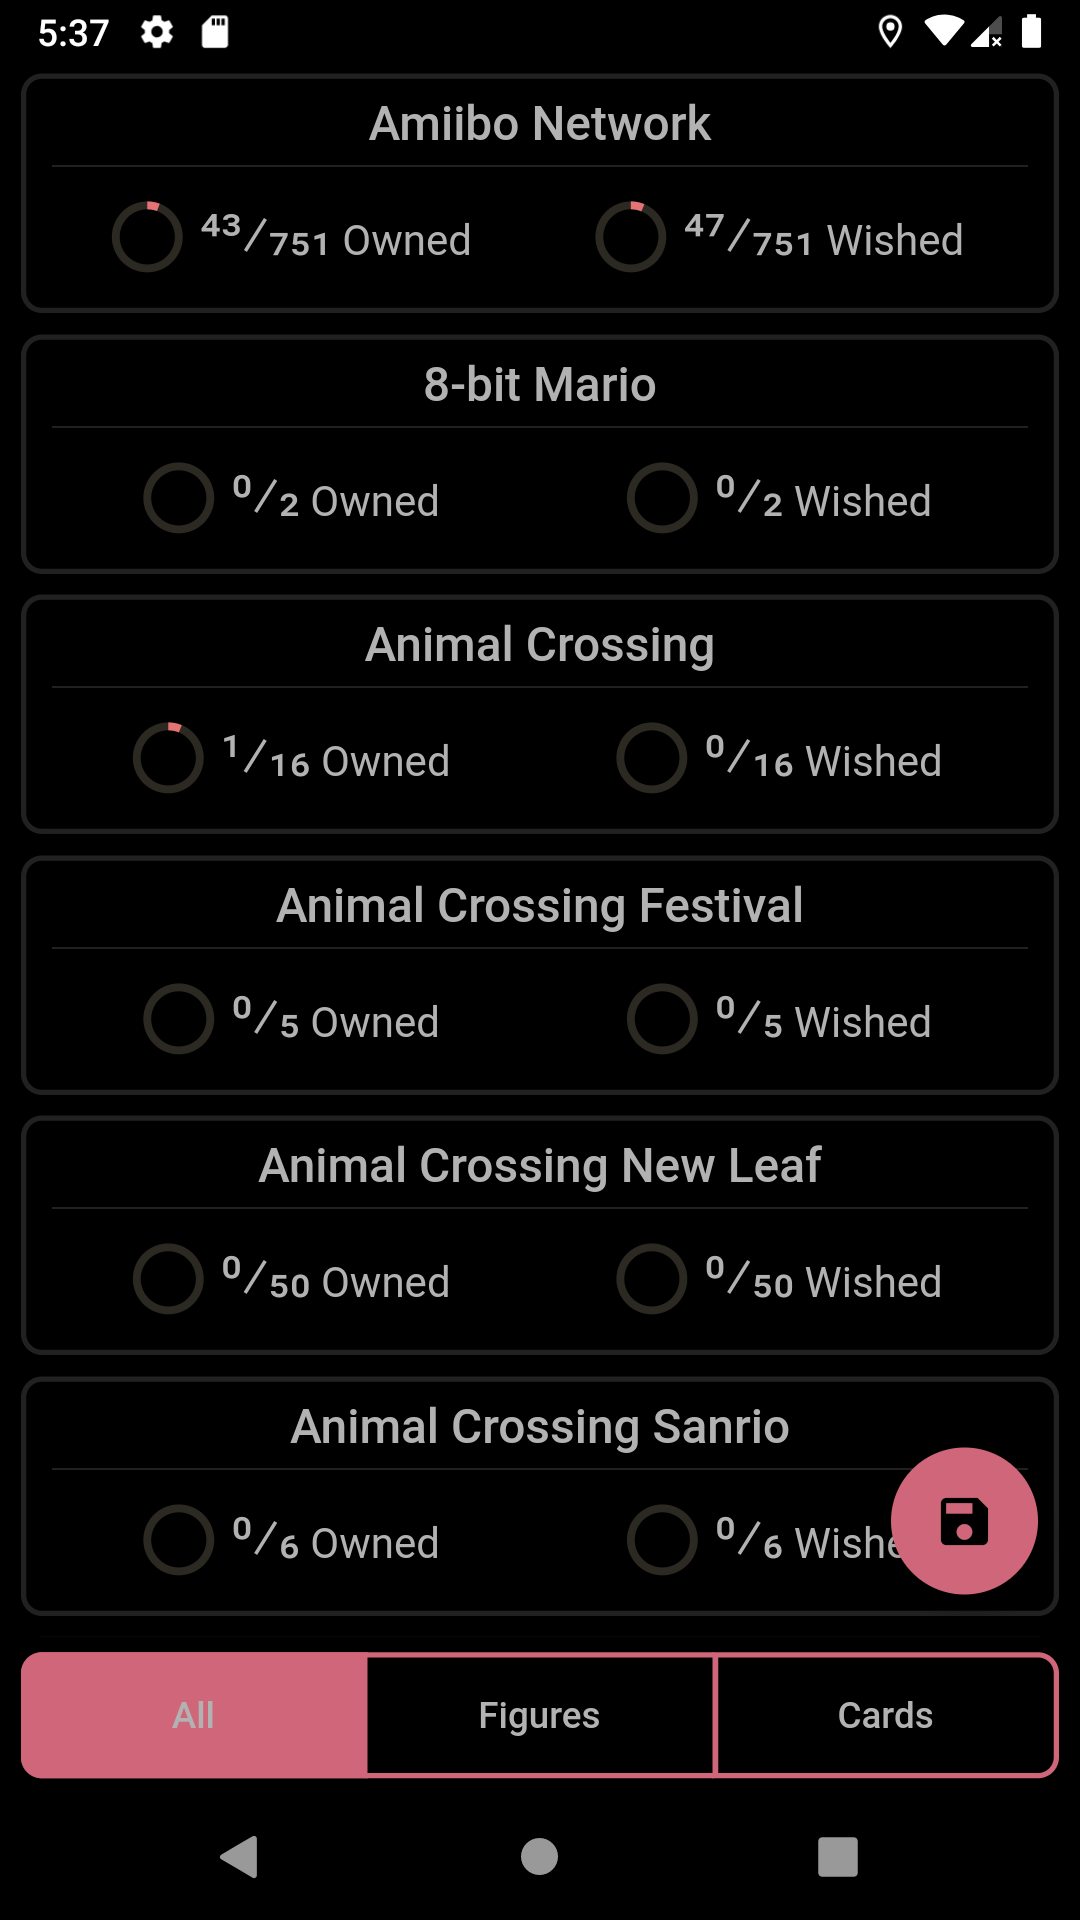 5:37
Amiibo Network
⁴³⁄₇₅₁ Owned ⁴⁷⁄₇₅₁ Wished
8-bit Mario
⁰⁄₂ Owned ⁰⁄₂ Wished
Animal Crossing
¹⁄₁₆ Owned ⁰⁄₁₆ Wished
Animal Crossing Festival
⁰⁄₅ Owned ⁰⁄₅ Wished
Animal Crossing New Leaf
⁰⁄₅₀ Owned ⁰⁄₅₀ Wished
Animal Crossing Sanrio
⁰⁄₆ Owned ⁰⁄₆ Wishe
All Figures Cards